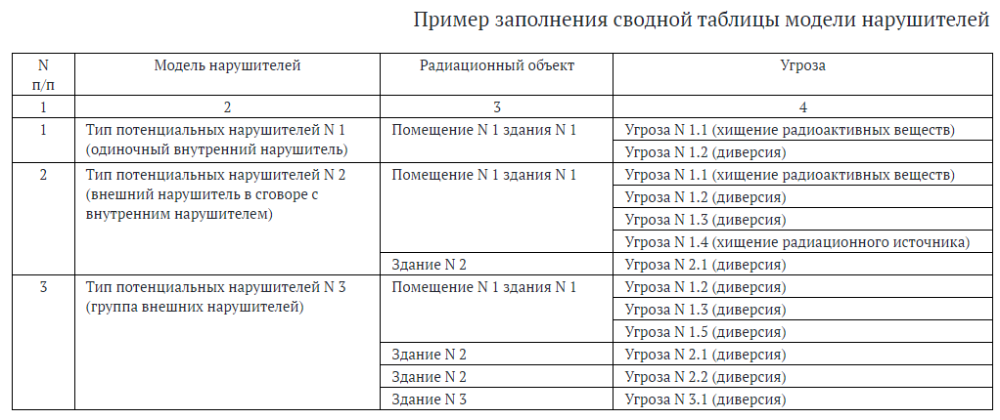 Пример заполнения сводной таблицы модели нарушителей
N п/п Модель нарушителей Радиационный объект Угроза
1 2 3 4
1 Тип потенциальных нарушителей N 1 Помещение N 1 здания N 1 Угроза N 1.1 (хищение радиоактивных веществ)
(одиночный внутренний нарушитель) Угроза N 1.2 (диверсия)
2 Тип потенциальных нарушителей N 2 Помещение N 1 здания N 1 Угроза N 1.1 (хищение радиоактивных веществ)
(внешний нарушитель в сговоре с Угроза N 1.2 (диверсия)
внутренним нарушителем) Угроза N 1.3 (диверсия)
Угроза N 1.4 (хищение радиационного источника)
Здание N 2 Угроза N 2.1 (диверсия)
3 Тип потенциальных нарушителей N 3 Помещение N 1 здания N 1 Угроза N 1.2 (диверсия)
(группа внешних нарушителей) Угроза N 1.3 (диверсия)
Угроза N 1.5 (диверсия)
Здание N 2 Угроза N 2.1 (диверсия)
Здание N 2 Угроза N 2.2 (диверсия)
Здание N 3 Угроза N 3.1 (диверсия)